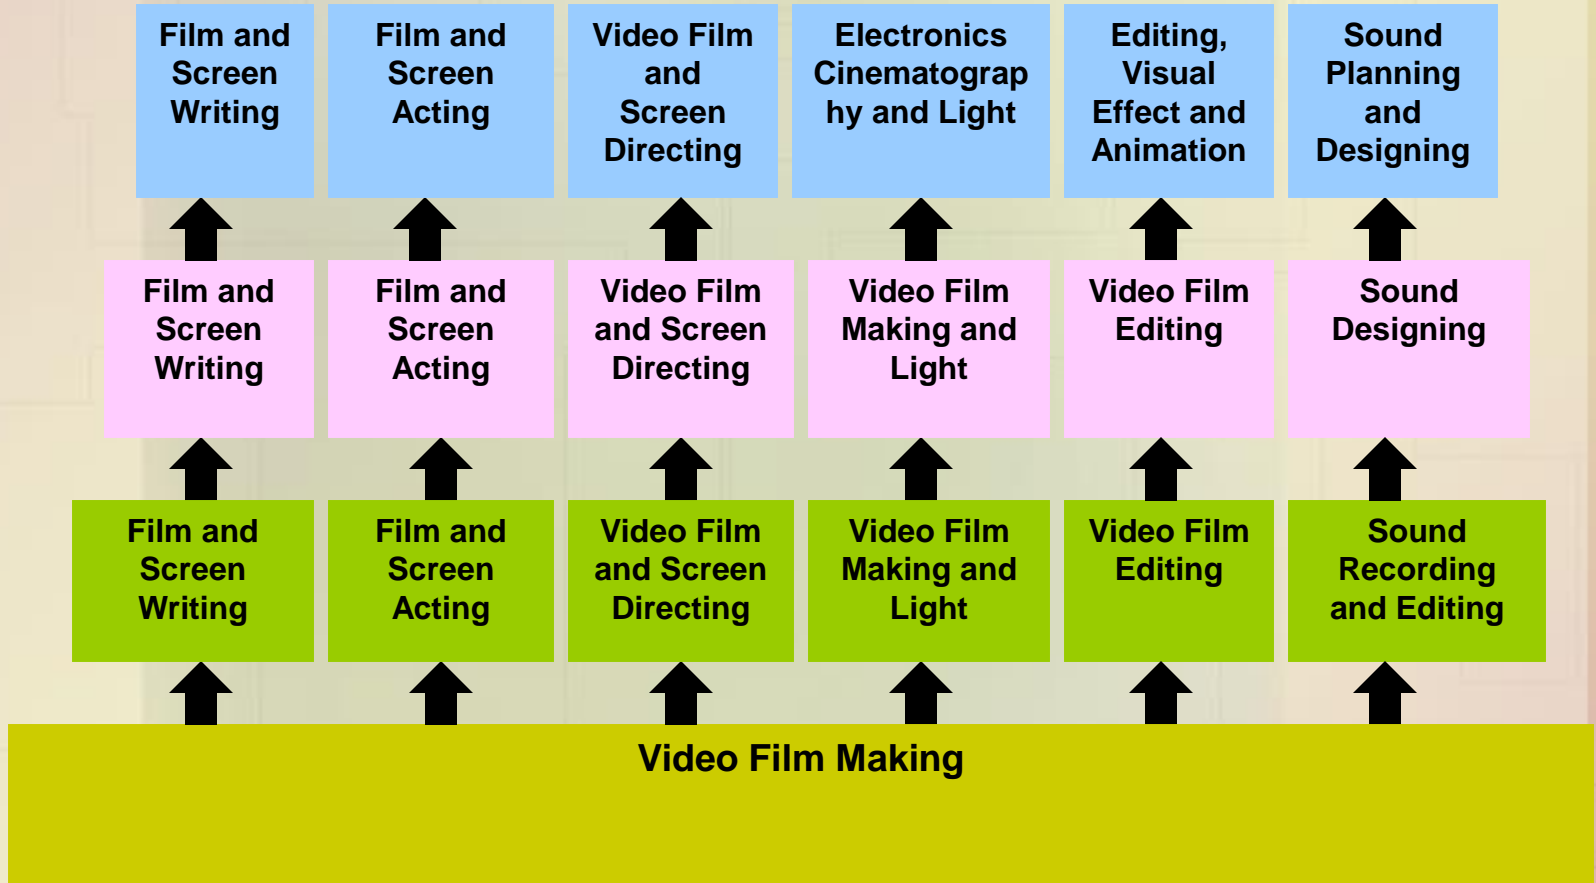 Film and
Screen
Writing
Film and
Screen
Acting
Video Film
and
Screen
Directing
Electronics
Cinematograp
hy and Light
Editing,
Visual
Effect and
Animation
Sound
Planning
and
Designing
Film and
Screen
Writing
Film and
Screen
Acting
Video Film
and Screen
Directing
Video Film
Making and
Light
Video Film
Editing
Sound
Designing
Film and
Screen
Writing
Film and
Screen
Acting
Video Film
and Screen
Directing
Video Film
Making and
Light
Video Film
Editing
Sound
Recording
and Editing
Video Film Making